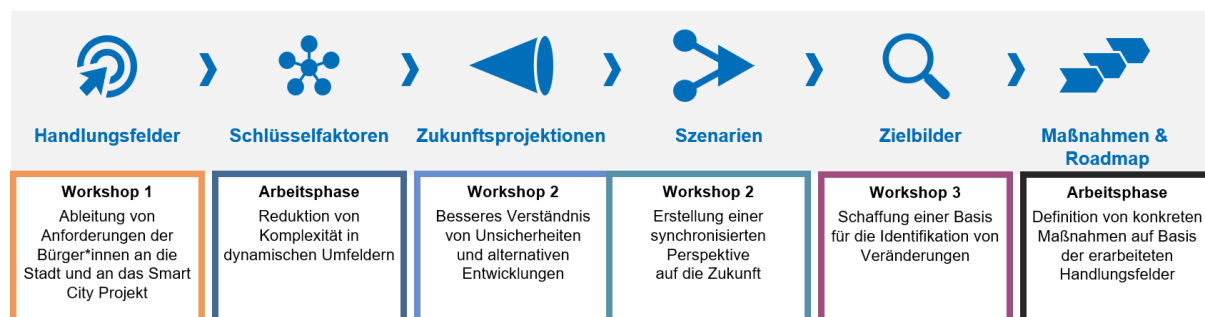 Handlungsfelder
Schlüsselfaktoren
Zukunftsprojektionen
Szenarien
Zielbilder
Maßnahmen &
Roadmap
Workshop 1
Ableitung von
Anforderungen der
Bürger*innen an die
Stadt und an das Smart
City Projekt
Arbeitsphase
Reduktion von
Komplexität in
dynamischen Umfeldern
Workshop 2
Besseres Verständnis
von Unsicherheiten
und alternativen
Entwicklungen
Workshop 2
Erstellung einer
synchronisierten
Perspektive
auf die Zukunft
Workshop 3
Schaffung einer Basis
für die Identifikation von
Veränderungen
Arbeitsphase
Definition von konkreten
Maßnahmen auf Basis
der erarbeiteten
Handlungsfelder